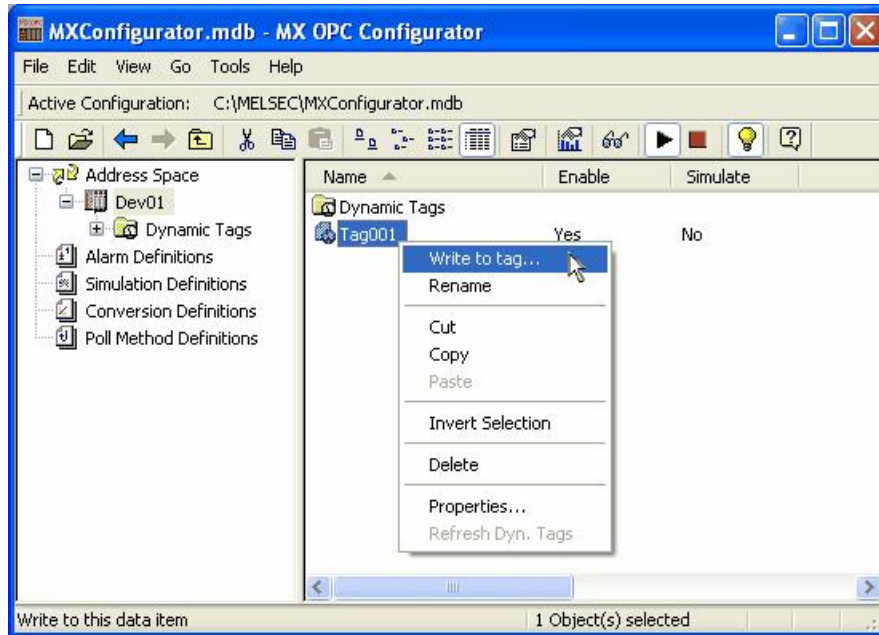 MXConfigurator.mdb - MX OPC Configurator
File Edit View Go Tools Help
Active Configuration: C:\MELSEC\MXConfigurator.mdb
Address Space
Dev01
Dynamic Tags
Alarm Definitions
Simulation Definitions
Conversion Definitions
Poll Method Definitions
Name Enable Simulate
Dynamic Tags
Tag001 Yes No
Write to tag...
Rename
Cut
Copy
Paste
Invert Selection
Delete
Properties...
Refresh Dyn. Tags
Write to this data item 1 Object(s) selected